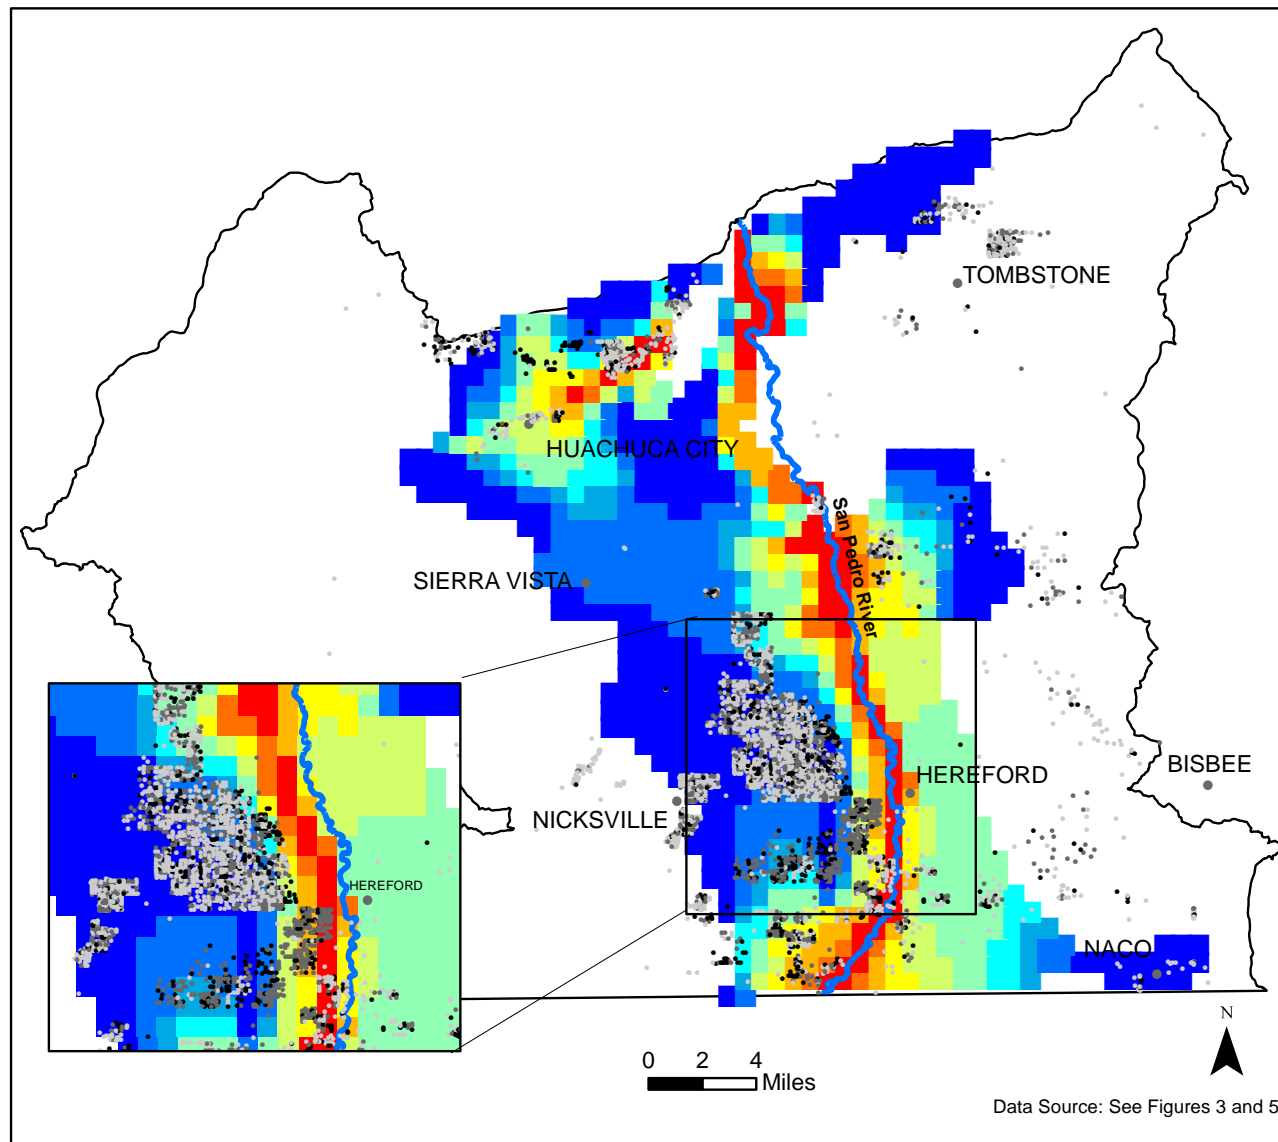 TOMBSTONE
HUACHUCA CITY
San Pedro River
SIERRA VISTA
HEREFORD
BISBEE
NICKSVILLE
HEREFORD
NACO
N
0 2 4
Miles
Data Source: See Figures 3 and 5